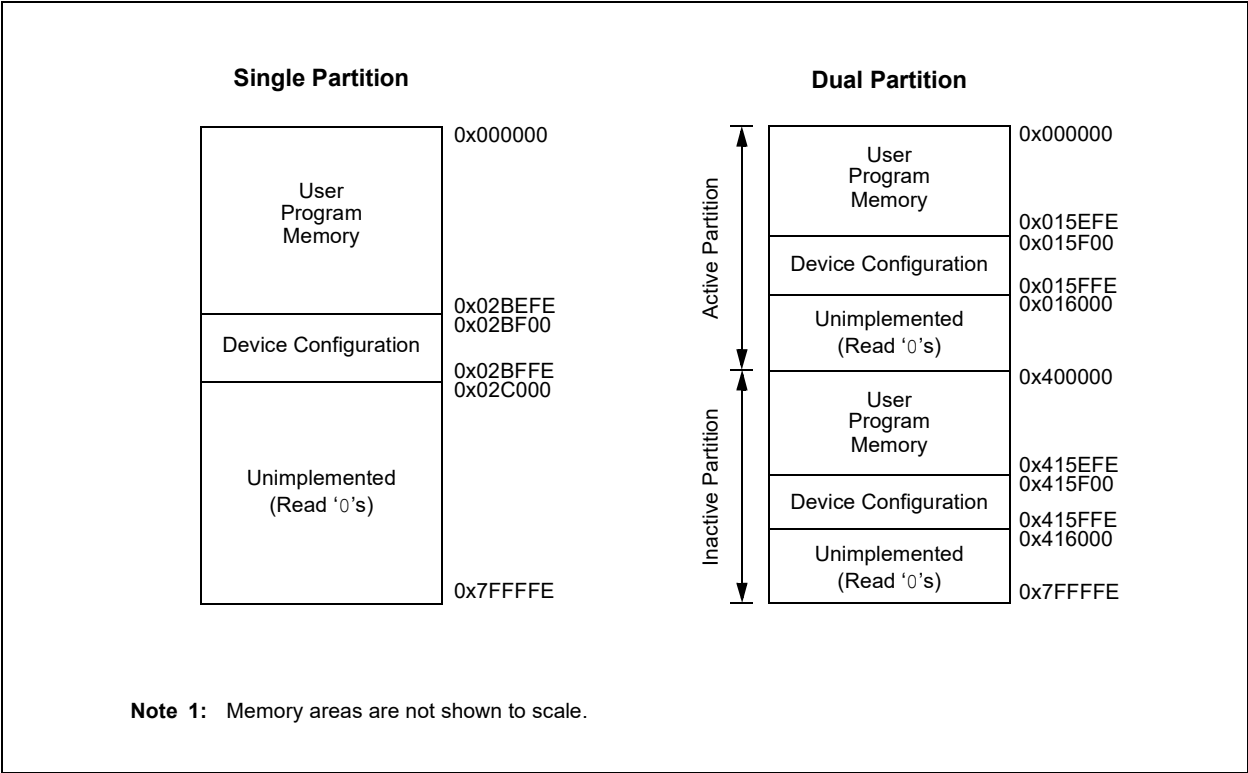 Single Partition
0x000000
User
Program
Memory
0x02BEFE
0x02BF00
Device Configuration
0x02BFFE
0x02C000
Unimplemented
(Read ‘0’s)
0x7FFFFE
Dual Partition
Active Partition
0x000000
User
Program
Memory
0x015EFE
0x015F00
Device Configuration
0x015FFE
0x016000
Unimplemented
(Read ‘0’s)
Inactive Partition
0x400000
User
Program
Memory
0x415EFE
0x415F00
Device Configuration
0x415FFE
0x416000
Unimplemented
(Read ‘0’s)
0x7FFFFE
Note 1: Memory areas are not shown to scale.